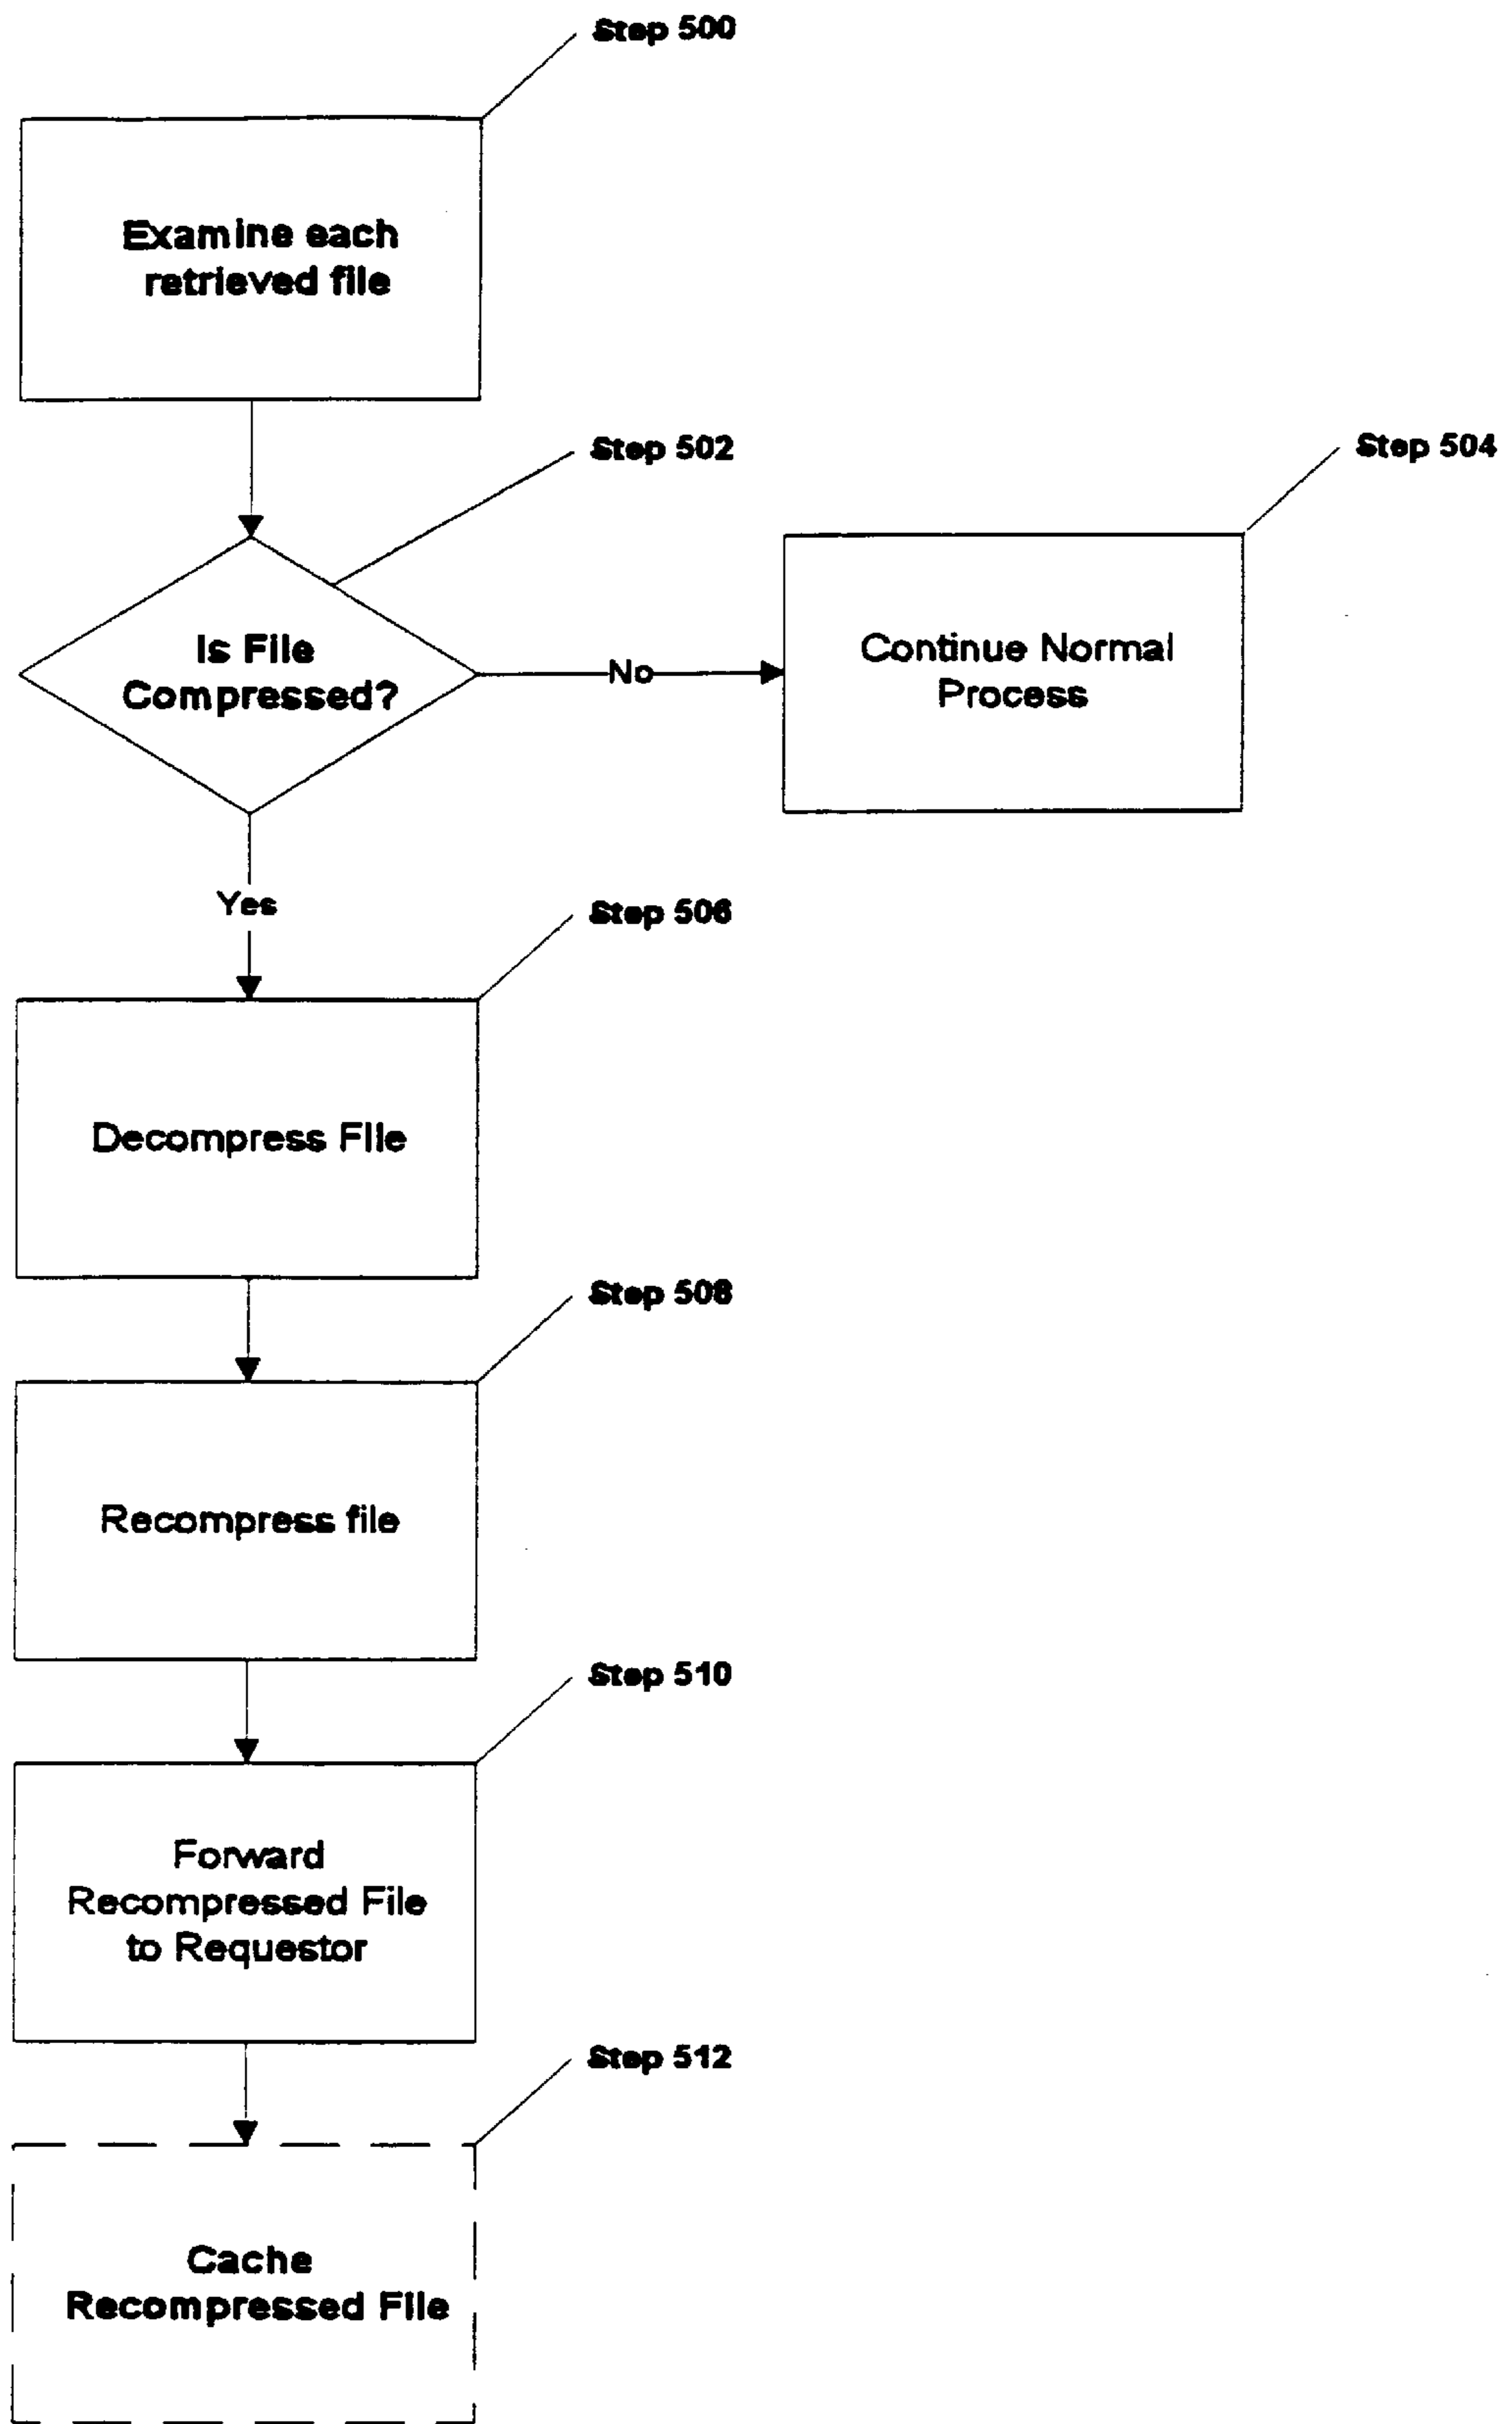 Step 500
Examine each
retrieved file
Step 502
Step 504
Is File
Compressed?
No
Continue Normal
Process
Yes
Step 506
Decompress File
Step 508
Recompress file
Step 510
Forward
Recompressed File
to Requestor
Step 512
Cache
Recompressed File